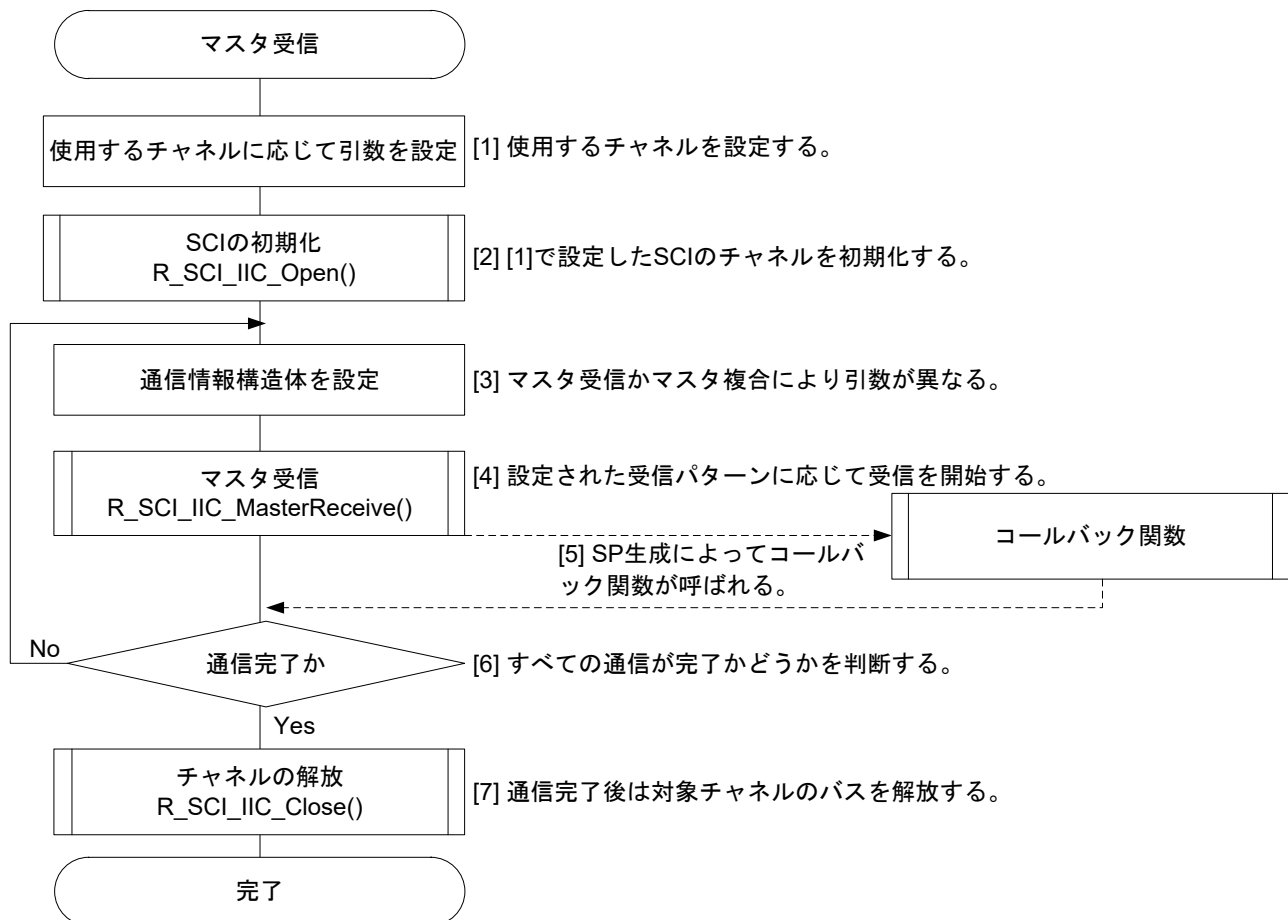 マスタ受信
使用するチャネルに応じて引数を設定
[1] 使用するチャネルを設定する。
SCIの初期化
R_SCI_IIC_Open()
[2] [1]で設定したSCIのチャネルを初期化する。
通信情報構造体を設定
[3] マスタ受信かマスタ複合により引数が異なる。
マスタ受信
R_SCI_IIC_MasterReceive()
[4] 設定された受信パターンに応じて受信を開始する。
コールバック関数
[5] SP生成によってコールバ
ック関数が呼ばれる。
No
通信完了か
[6] すべての通信が完了かどうかを判断する。
Yes
チャネルの解放
R_SCI_IIC_Close()
[7] 通信完了後は対象チャネルのバスを解放する。
完了